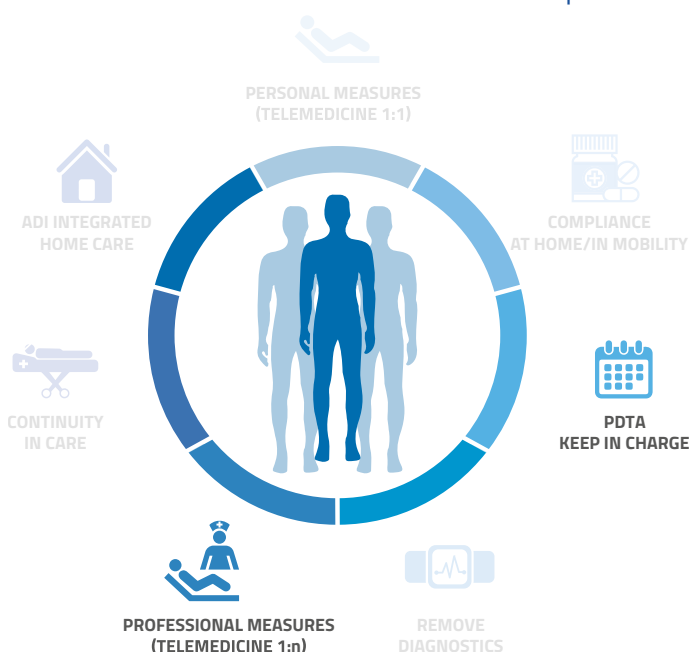 PERSONAL MEASURES
(TELEMEDICINE 1:1)
ADI INTEGRATED
HOME CARE
COMPLIANCE
AT HOME/IN MOBILITY
CONTINUITY
IN CARE
PDTA
KEEP IN CHARGE
PROFESSIONAL MEASURES
(TELEMEDICINE 1:n)
REMOVE
DIAGNOSTICS